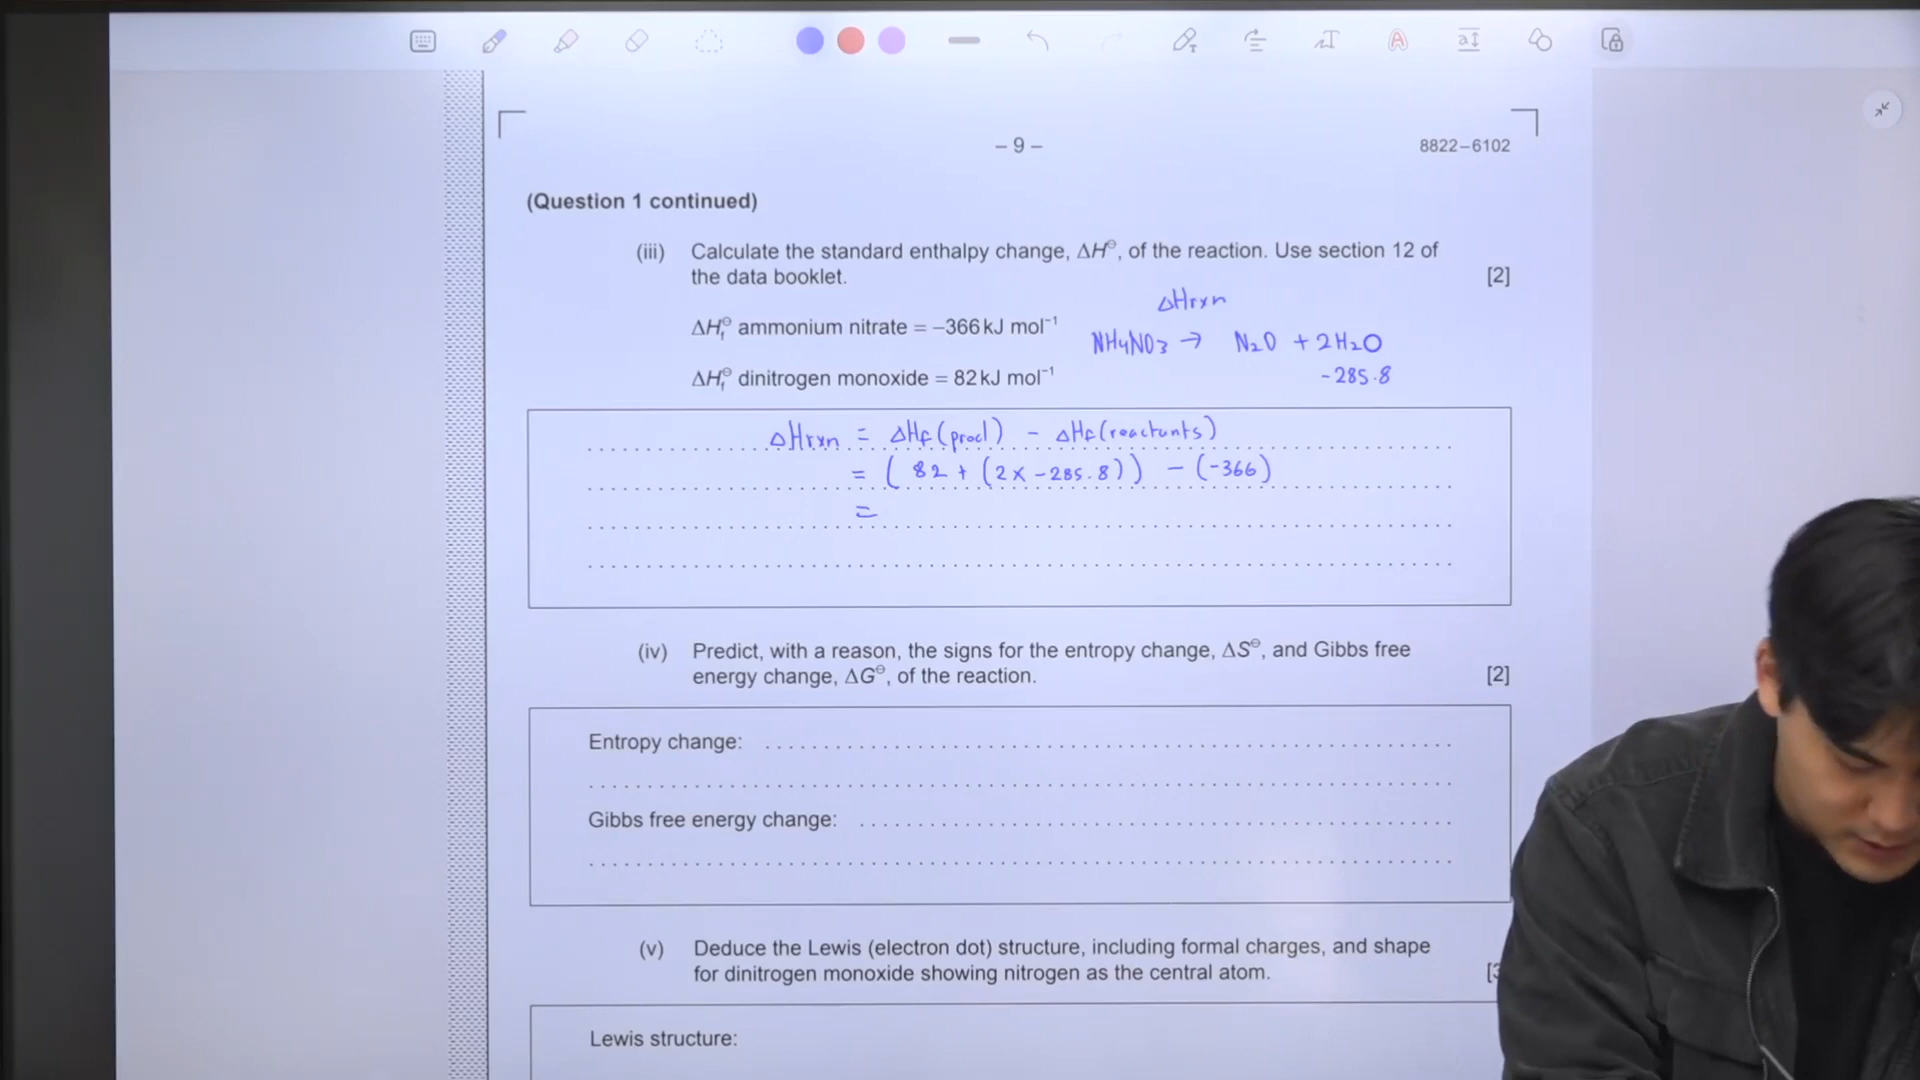 – 9 –
8822–6102
(Question 1 continued)
(iii) Calculate the standard enthalpy change, ΔH⦵, of the reaction. Use section 12 of the data booklet. [2]
ΔHrxn
ΔHf⦵ ammonium nitrate = –366 kJ mol⁻¹
NH4NO3 → N2O + 2H2O
ΔHf⦵ dinitrogen monoxide = 82 kJ mol⁻¹
-285.8
ΔHrxn = ΔHf(prod) - ΔHf(reactants)
= ( 82 + (2x -285.8)) - (-366)
=
(iv) Predict, with a reason, the signs for the entropy change, ΔS⦵, and Gibbs free
energy change, ΔG⦵, of the reaction. [2]
Entropy change:
Gibbs free energy change:
(v) Deduce the Lewis (electron dot) structure, including formal charges, and shape
for dinitrogen monoxide showing nitrogen as the central atom.
Lewis structure: